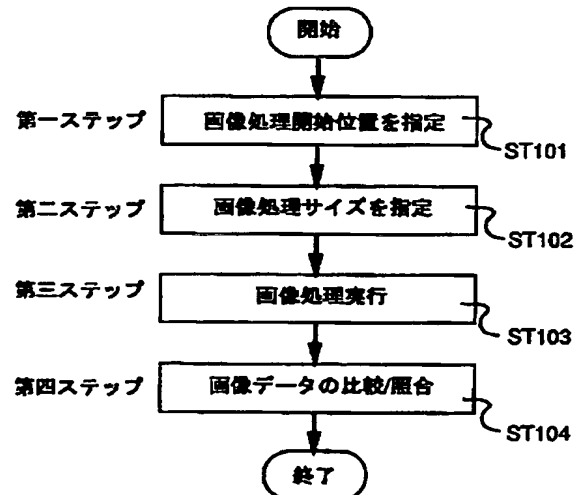 開始
第一ステップ 画像処理開始位置を指定
ST101
第二ステップ 画像処理サイズを指定
ST102
第三ステップ 画像処理実行
ST103
第四ステップ 画像データの比較/照合
ST104
終了